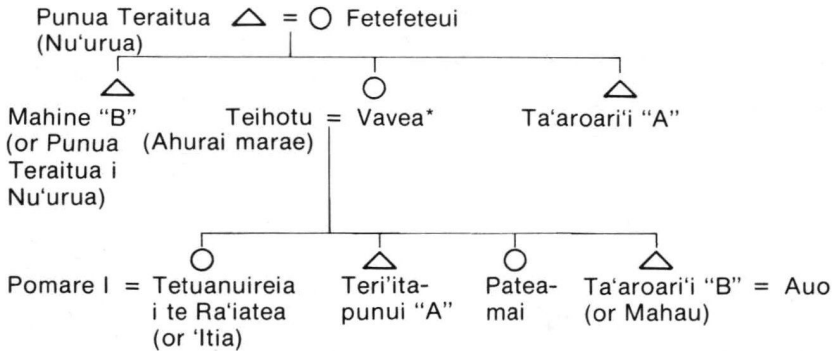 Punua Teraitua = Fetefeteui
(Nu‘urua)
Mahine “B”
(or Punua
Teraitua i
Nu‘urua)
Teihotu = Vavea*
(Ahurai marae)
Ta‘aroari‘i “A”
Pomare I = Tetuanuireia
i te Ra‘iatea
(or ‘Itia)
Teri’ita-
punui “A”
Patea-
mai
Ta‘aroari‘i “B” = Auo
(or Mahau)